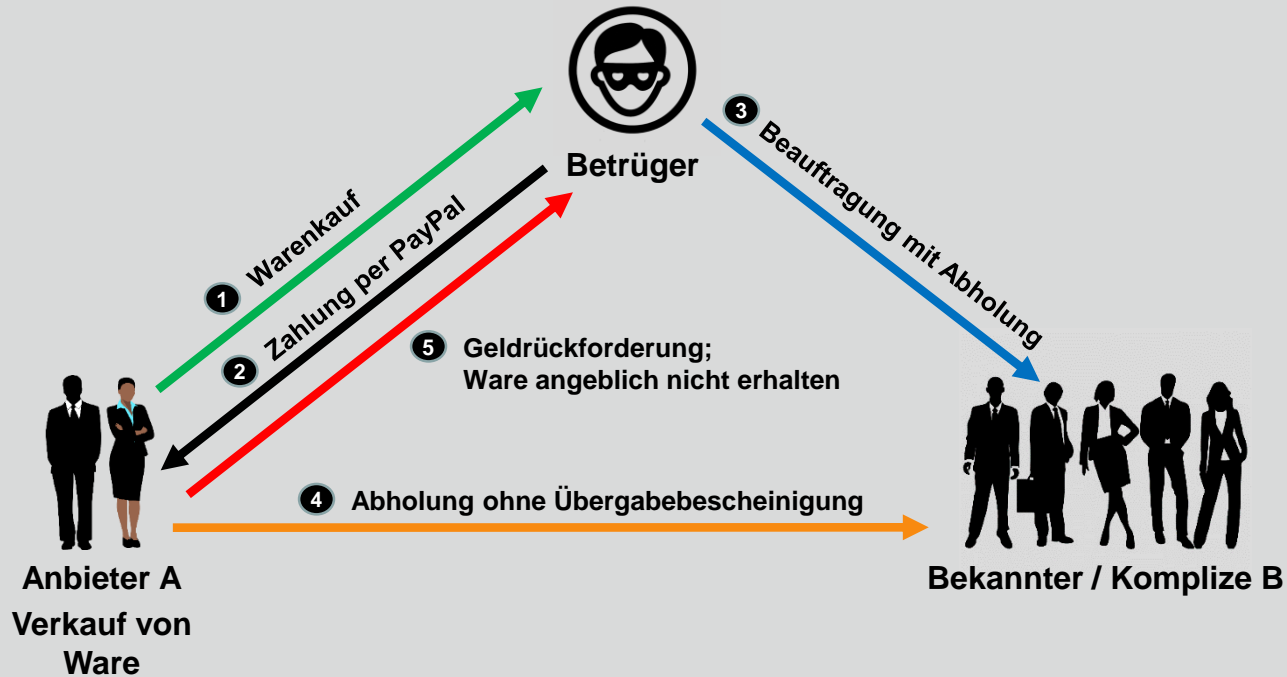 Betrüger
1 Warenkauf
2 Zahlung per PayPal
3 Beauftragung mit Abholung
5 Geldrückforderung;
Ware angeblich nicht erhalten
4 Abholung ohne Übergabebescheinigung
Anbieter A
Verkauf von
Ware
Bekannter / Komplize B